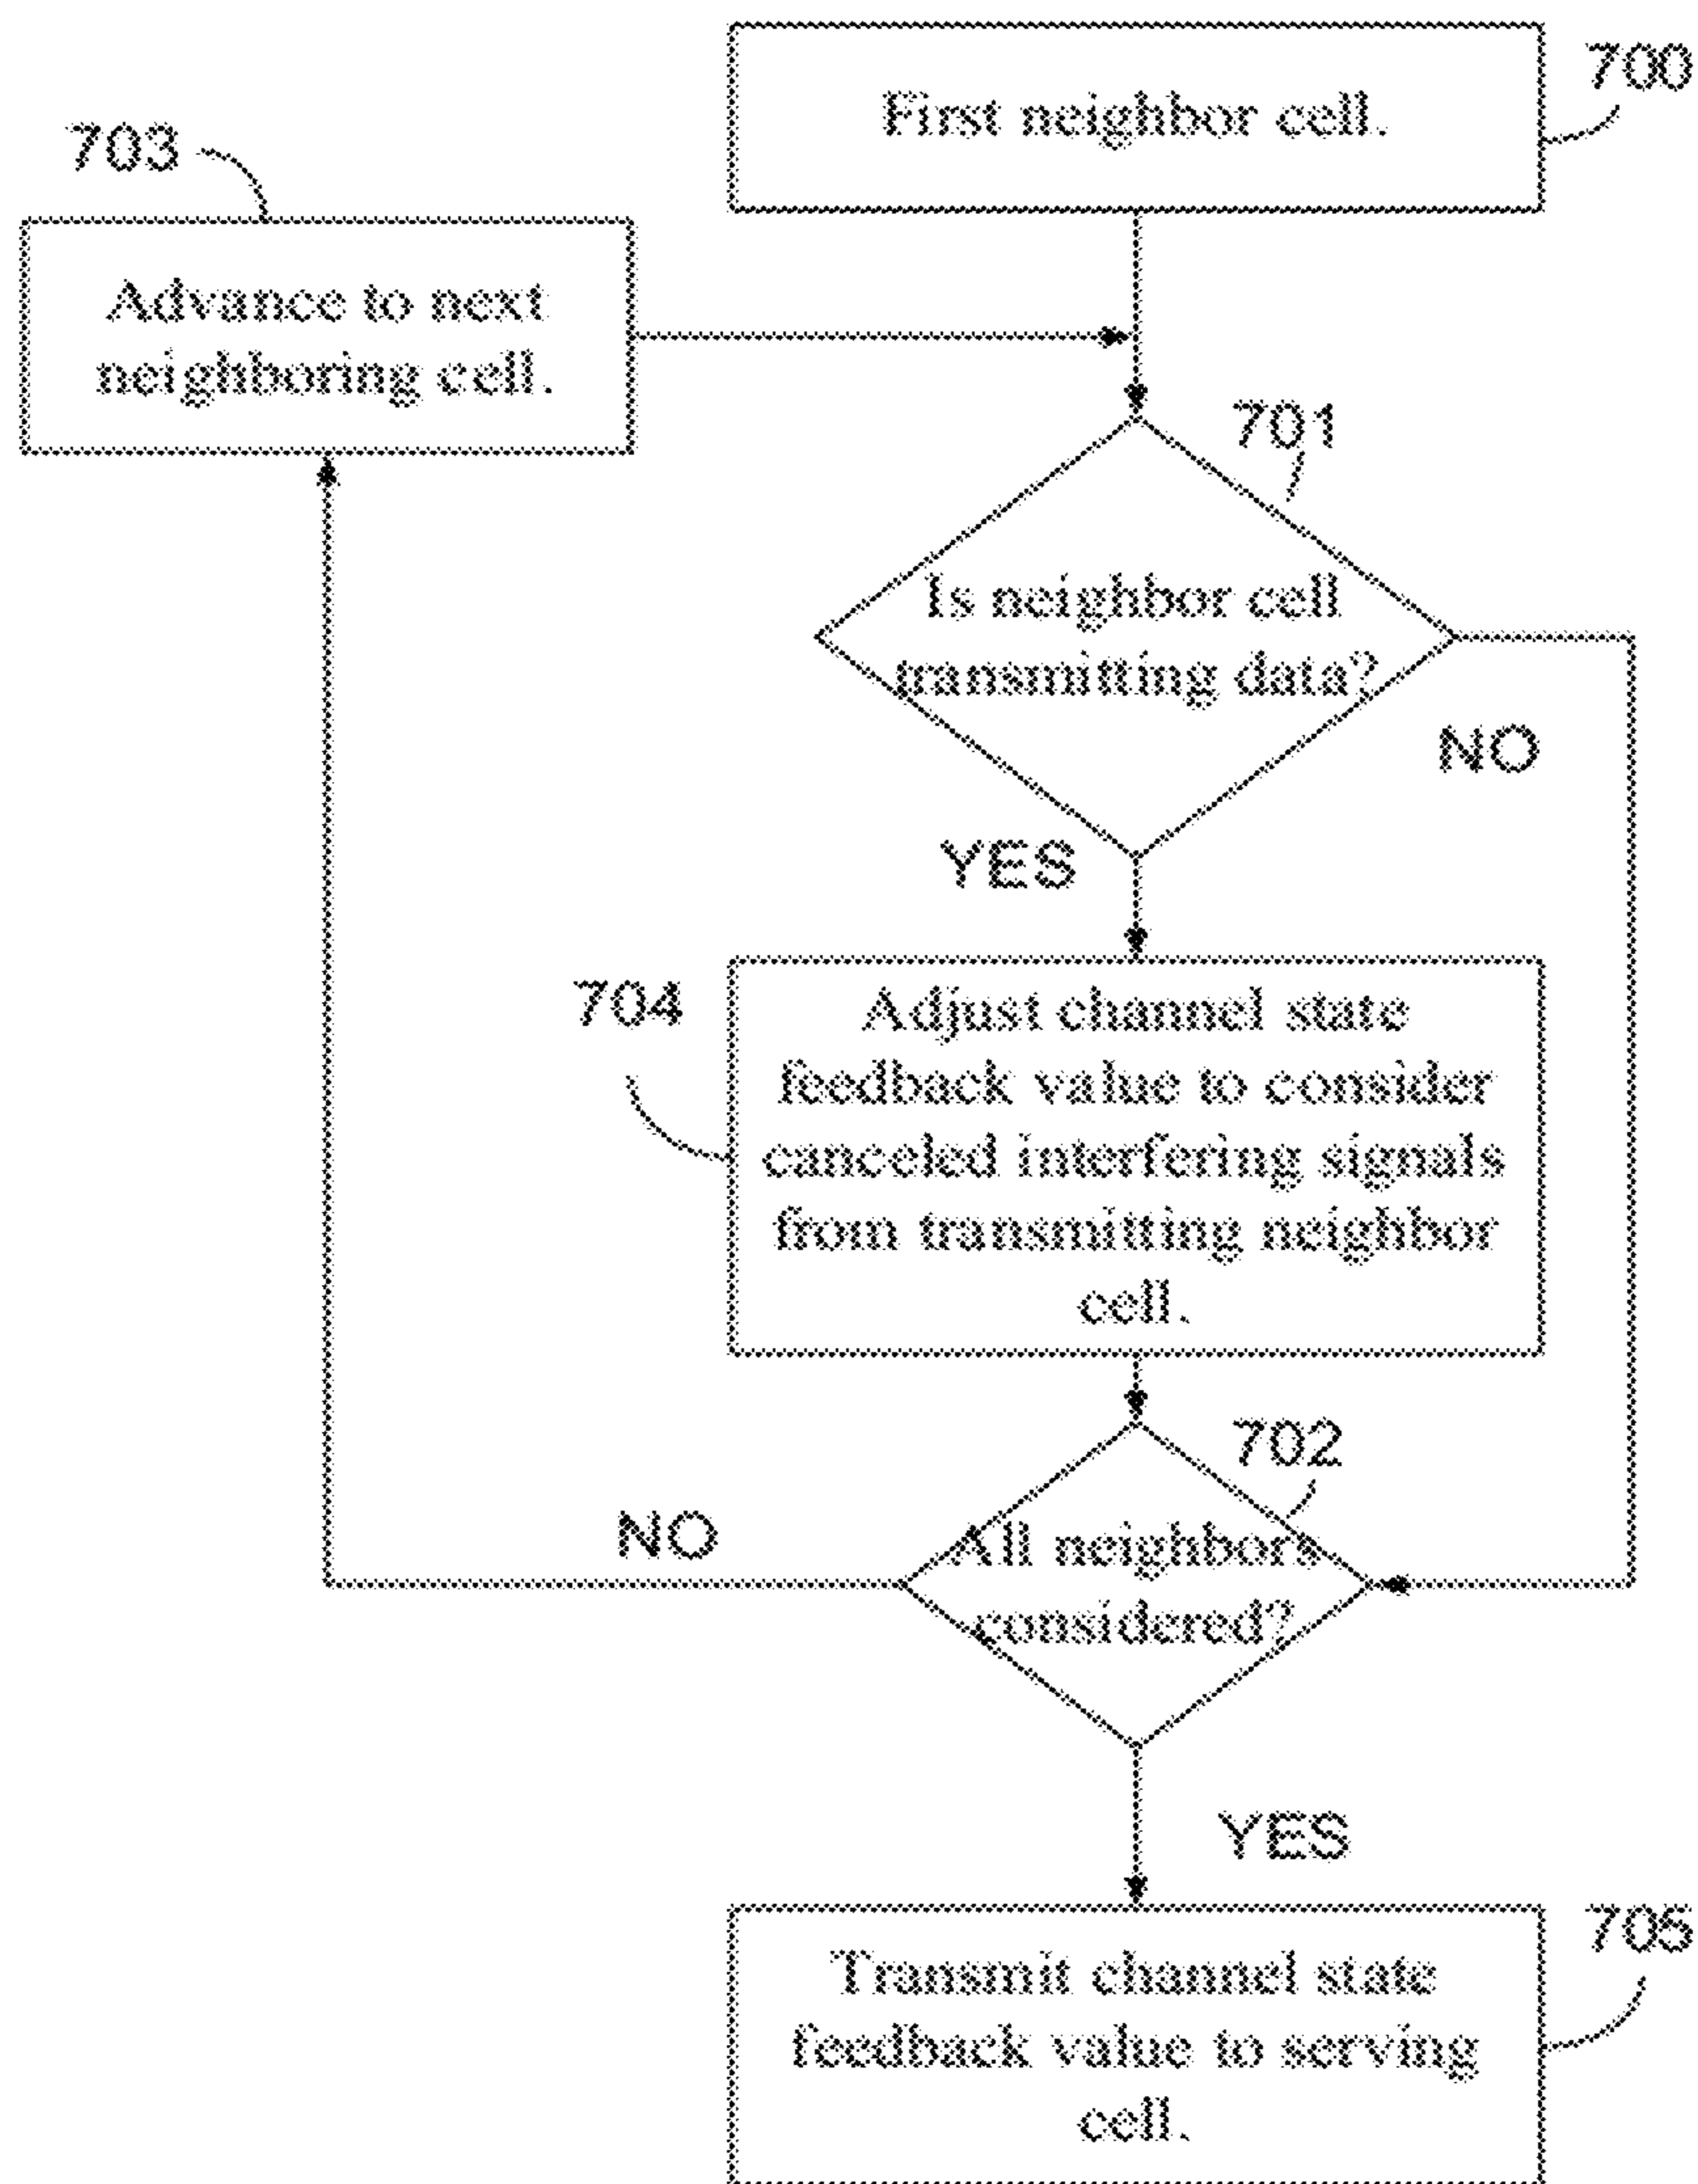 First neighbor cell.
700
703
Advance to next
neighboring cell.
701
Is neighbor cell
transmitting data?
NO
YES
704
Adjust channel state
feedback value to consider
canceled interfering signals
from transmitting neighbor
cell.
702
NO
All neighbors
considered?
YES
705
Transmit channel state
feedback value to serving
cell.